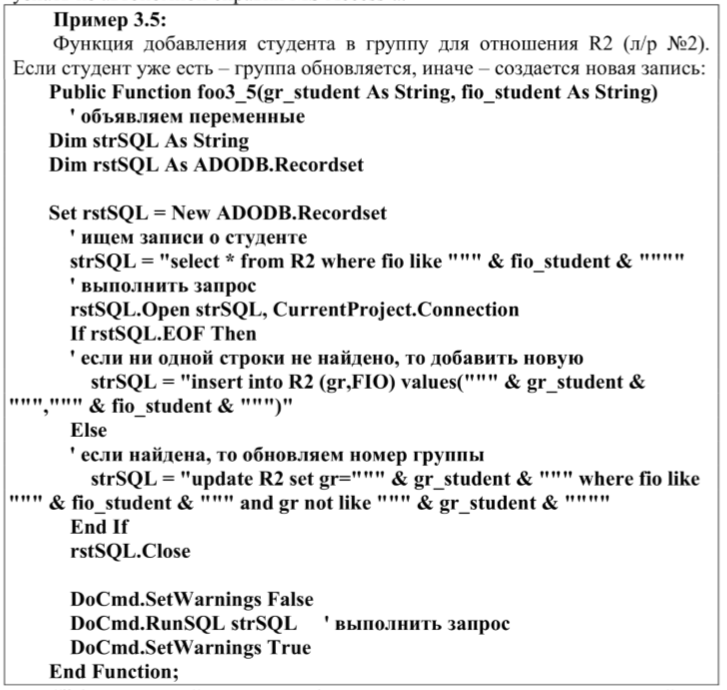 Пример 3.5:
Функция добавления студента в группу для отношения R2 (л/р №2).
Если студент уже есть – группа обновляется, иначе – создается новая запись:
Public Function foo3_5(gr_student As String, fio_student As String)
' объявляем переменные
Dim strSQL As String
Dim rstSQL As ADODB.Recordset
Set rstSQL = New ADODB.Recordset
' ищем записи о студенте
strSQL = "select * from R2 where fio like """ & fio_student & """"
' выполнить запрос
rstSQL.Open strSQL, CurrentProject.Connection
If rstSQL.EOF Then
' если ни одной строки не найдено, то добавить новую
strSQL = "insert into R2 (gr,FIO) values(""" & gr_student &
""",""" & fio_student & """)"
Else
' если найдена, то обновляем номер группы
strSQL = "update R2 set gr=""" & gr_student & """ where fio like
""" & fio_student & """ and gr not like """ & gr_student & """"
End If
rstSQL.Close
DoCmd.SetWarnings False
DoCmd.RunSQL strSQL ' выполнить запрос
DoCmd.SetWarnings True
End Function;